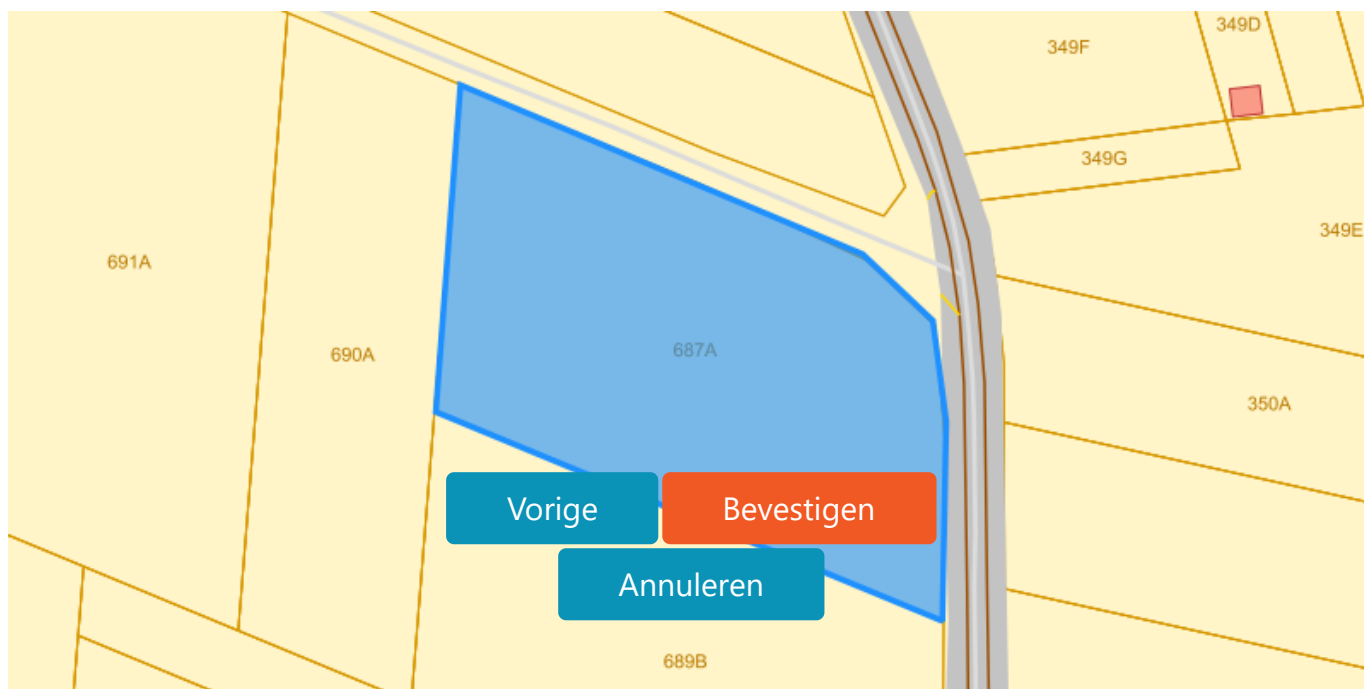 349D
349F
349G
349E
691A
687A
690A
350A
Vorige
Bevestigen
Annuleren
689B